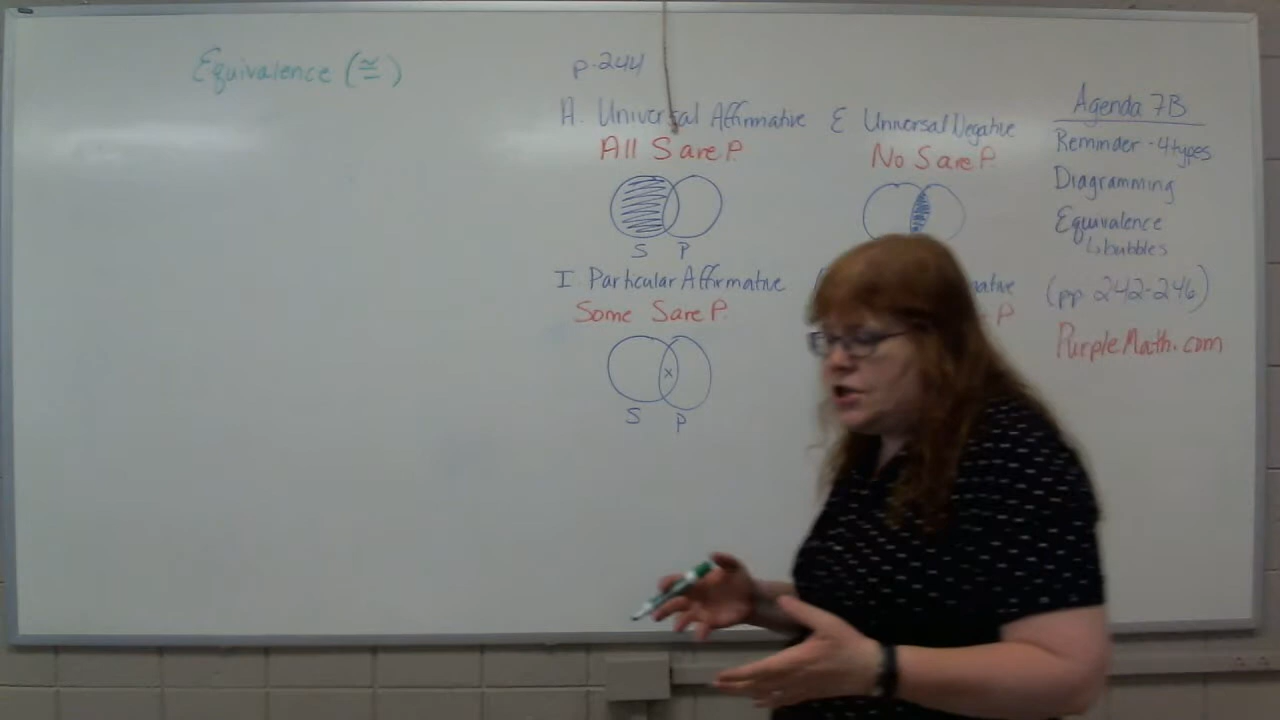 Equivalence (≅)
p. 244
A. Universal Affirmative
All S are P.
S P
E Universal Negative
No S are P.
I Particular Affirmative
Some S are P.
S P
P
Agenda 7B
Reminder - 4 types
Diagramming
Equivalence
↳ bubbles
(pp 242-246)
PurpleMath.com